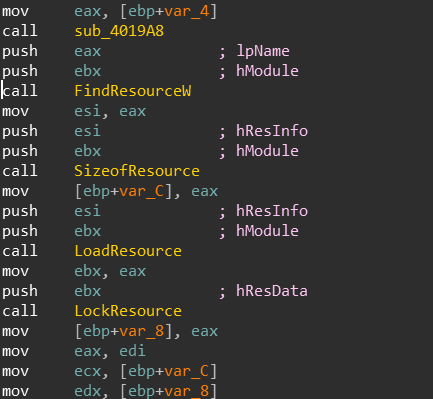 mov eax, [ebp+var_4]
call sub_4019A8
push eax ; lpName
push ebx ; hModule
call FindResourceW
mov esi, eax
push esi ; hResInfo
push ebx ; hModule
call SizeofResource
mov [ebp+var_C], eax
push esi ; hResInfo
push ebx ; hModule
call LoadResource
mov ebx, eax
push ebx ; hResData
call LockResource
mov [ebp+var_8], eax
mov eax, edi
mov ecx, [ebp+var_C]
mov edx, [ebp+var_8]